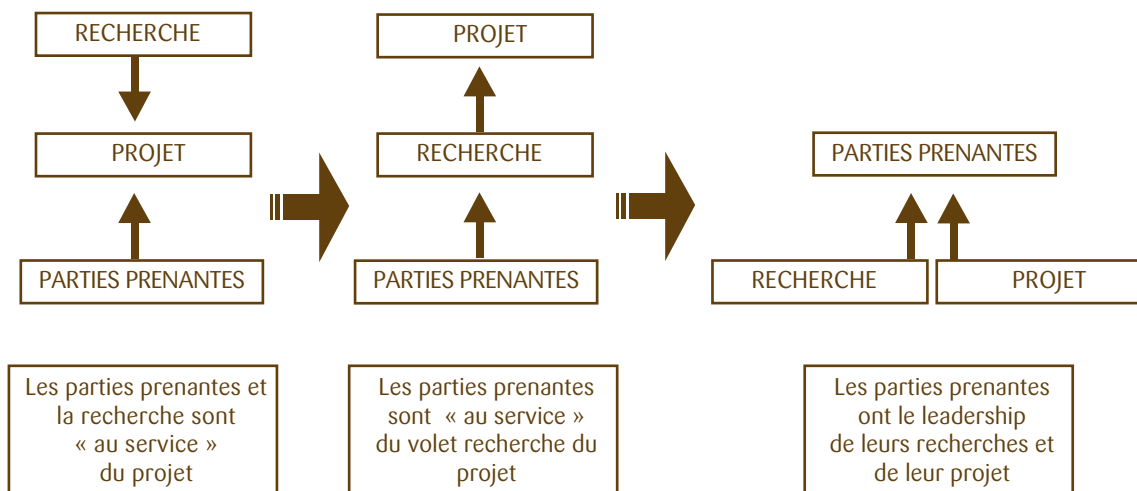 RECHERCHE
PROJET
PARTIES PRENANTES
Les parties prenantes et
la recherche sont
« au service »
du projet
PROJET
RECHERCHE
PARTIES PRENANTES
Les parties prenantes
sont « au service »
du volet recherche du
projet
PARTIES PRENANTES
RECHERCHE
PROJET
Les parties prenantes
ont le leadership
de leurs recherches et
de leur projet